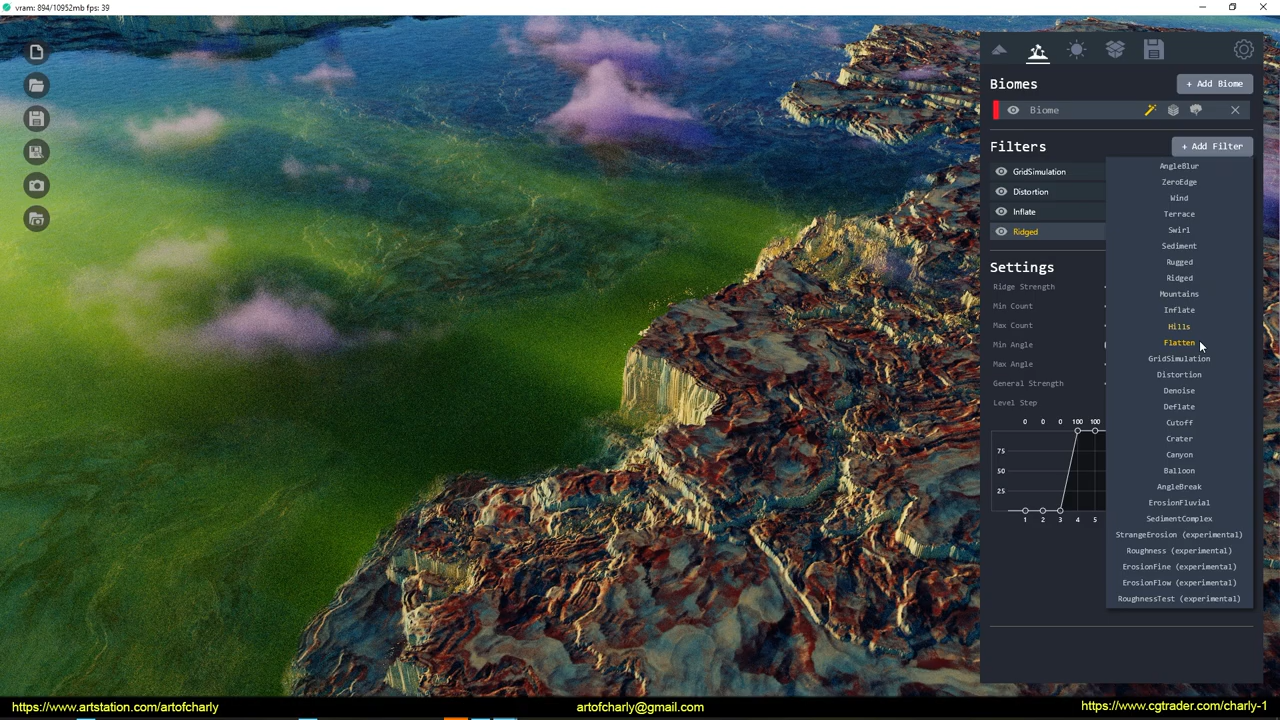 vram: 894/10952mb fps: 39
Biomes
+ Add Biome
Biome
Filters
+ Add Filter
GridSimulation
Distortion
Inflate
Ridged
Settings
Ridge Strength
Min Count
Max Count
Min Angle
Max Angle
General Strength
Level Step
0 0 0 100 100
75
50
25
1 2 3 4 5
AngleBlur
ZeroEdge
Wind
Terrace
Swirl
Sediment
Rugged
Ridged
Mountains
Inflate
Hills
Flatten
GridSimulation
Distortion
Denoise
Deflate
Cutoff
Crater
Canyon
Balloon
AngleBreak
ErosionFluvial
SedimentComplex
StrangeErosion (experimental)
Roughness (experimental)
ErosionFine (experimental)
ErosionFlow (experimental)
RoughnessTest (experimental)
https://www.artstation.com/artofcharly
artofcharly@gmail.com
https://www.cgtrader.com/charly-1